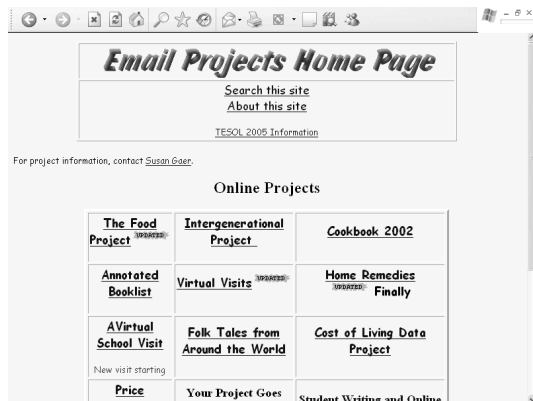 Email Projects Home Page
Search this site
About this site
TESOL 2005 Information
For project information, contact Susan Gaer.
Online Projects
The Food
Project UPDATED
Intergenerational
Project
Cookbook 2002
Annotated
Booklist
Virtual Visits UPDATED
Home Remedies
UPDATED Finally
AVirtual
School Visit
New visit starting
Folk Tales from
Around the World
Cost of Living Data
Project
Price
Your Project Goes
Student Writing and Online